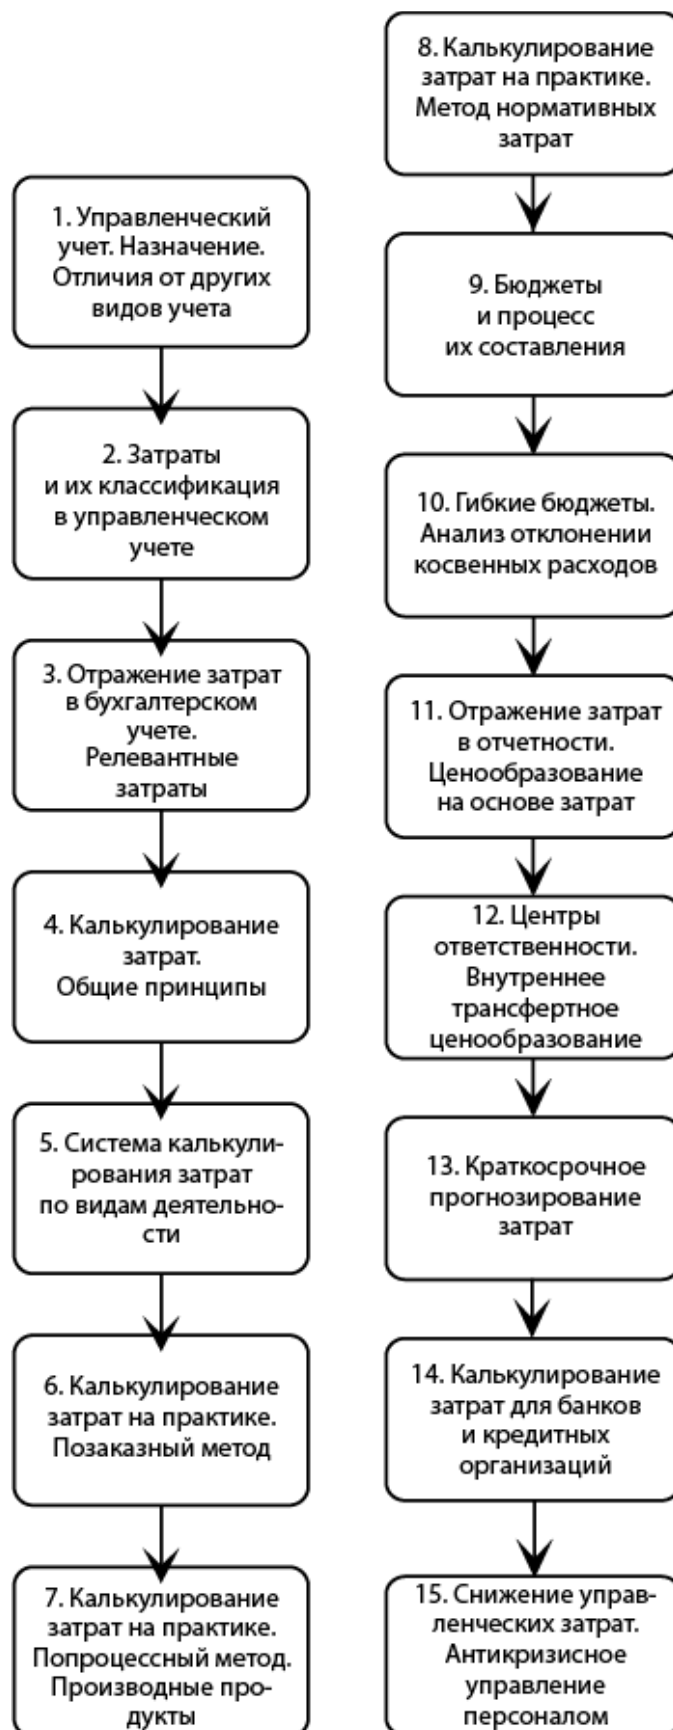 1. Управленческий
учет. Назначение.
Отличия от других
видов учета
2. Затраты
и их классификация
в управленческом
учете
3. Отражение затрат
в бухгалтерском
учете.
Релевантные
затраты
4. Калькулирование
затрат.
Общие принципы
5. Система калькули-
рования затрат
по видам деятельно-
сти
6. Калькулирование
затрат на практике.
Позаказный метод
7. Калькулирование
затрат на практике.
Попроцессный метод.
Производные про-
дукты
8. Калькулирование
затрат на практике.
Метод нормативных
затрат
9. Бюджеты
и процесс
их составления
10. Гибкие бюджеты.
Анализ отклонении
косвенных расходов
11. Отражение затрат
в отчетности.
Ценообразование
на основе затрат
12. Центры
ответственности.
Внутреннее
трансфертное
ценообразование
13. Краткосрочное
прогнозирование
затрат
14. Калькулирование
затрат для банков
и кредитных
организаций
15. Снижение управ-
ленческих затрат.
Антикризисное
управление
персоналом